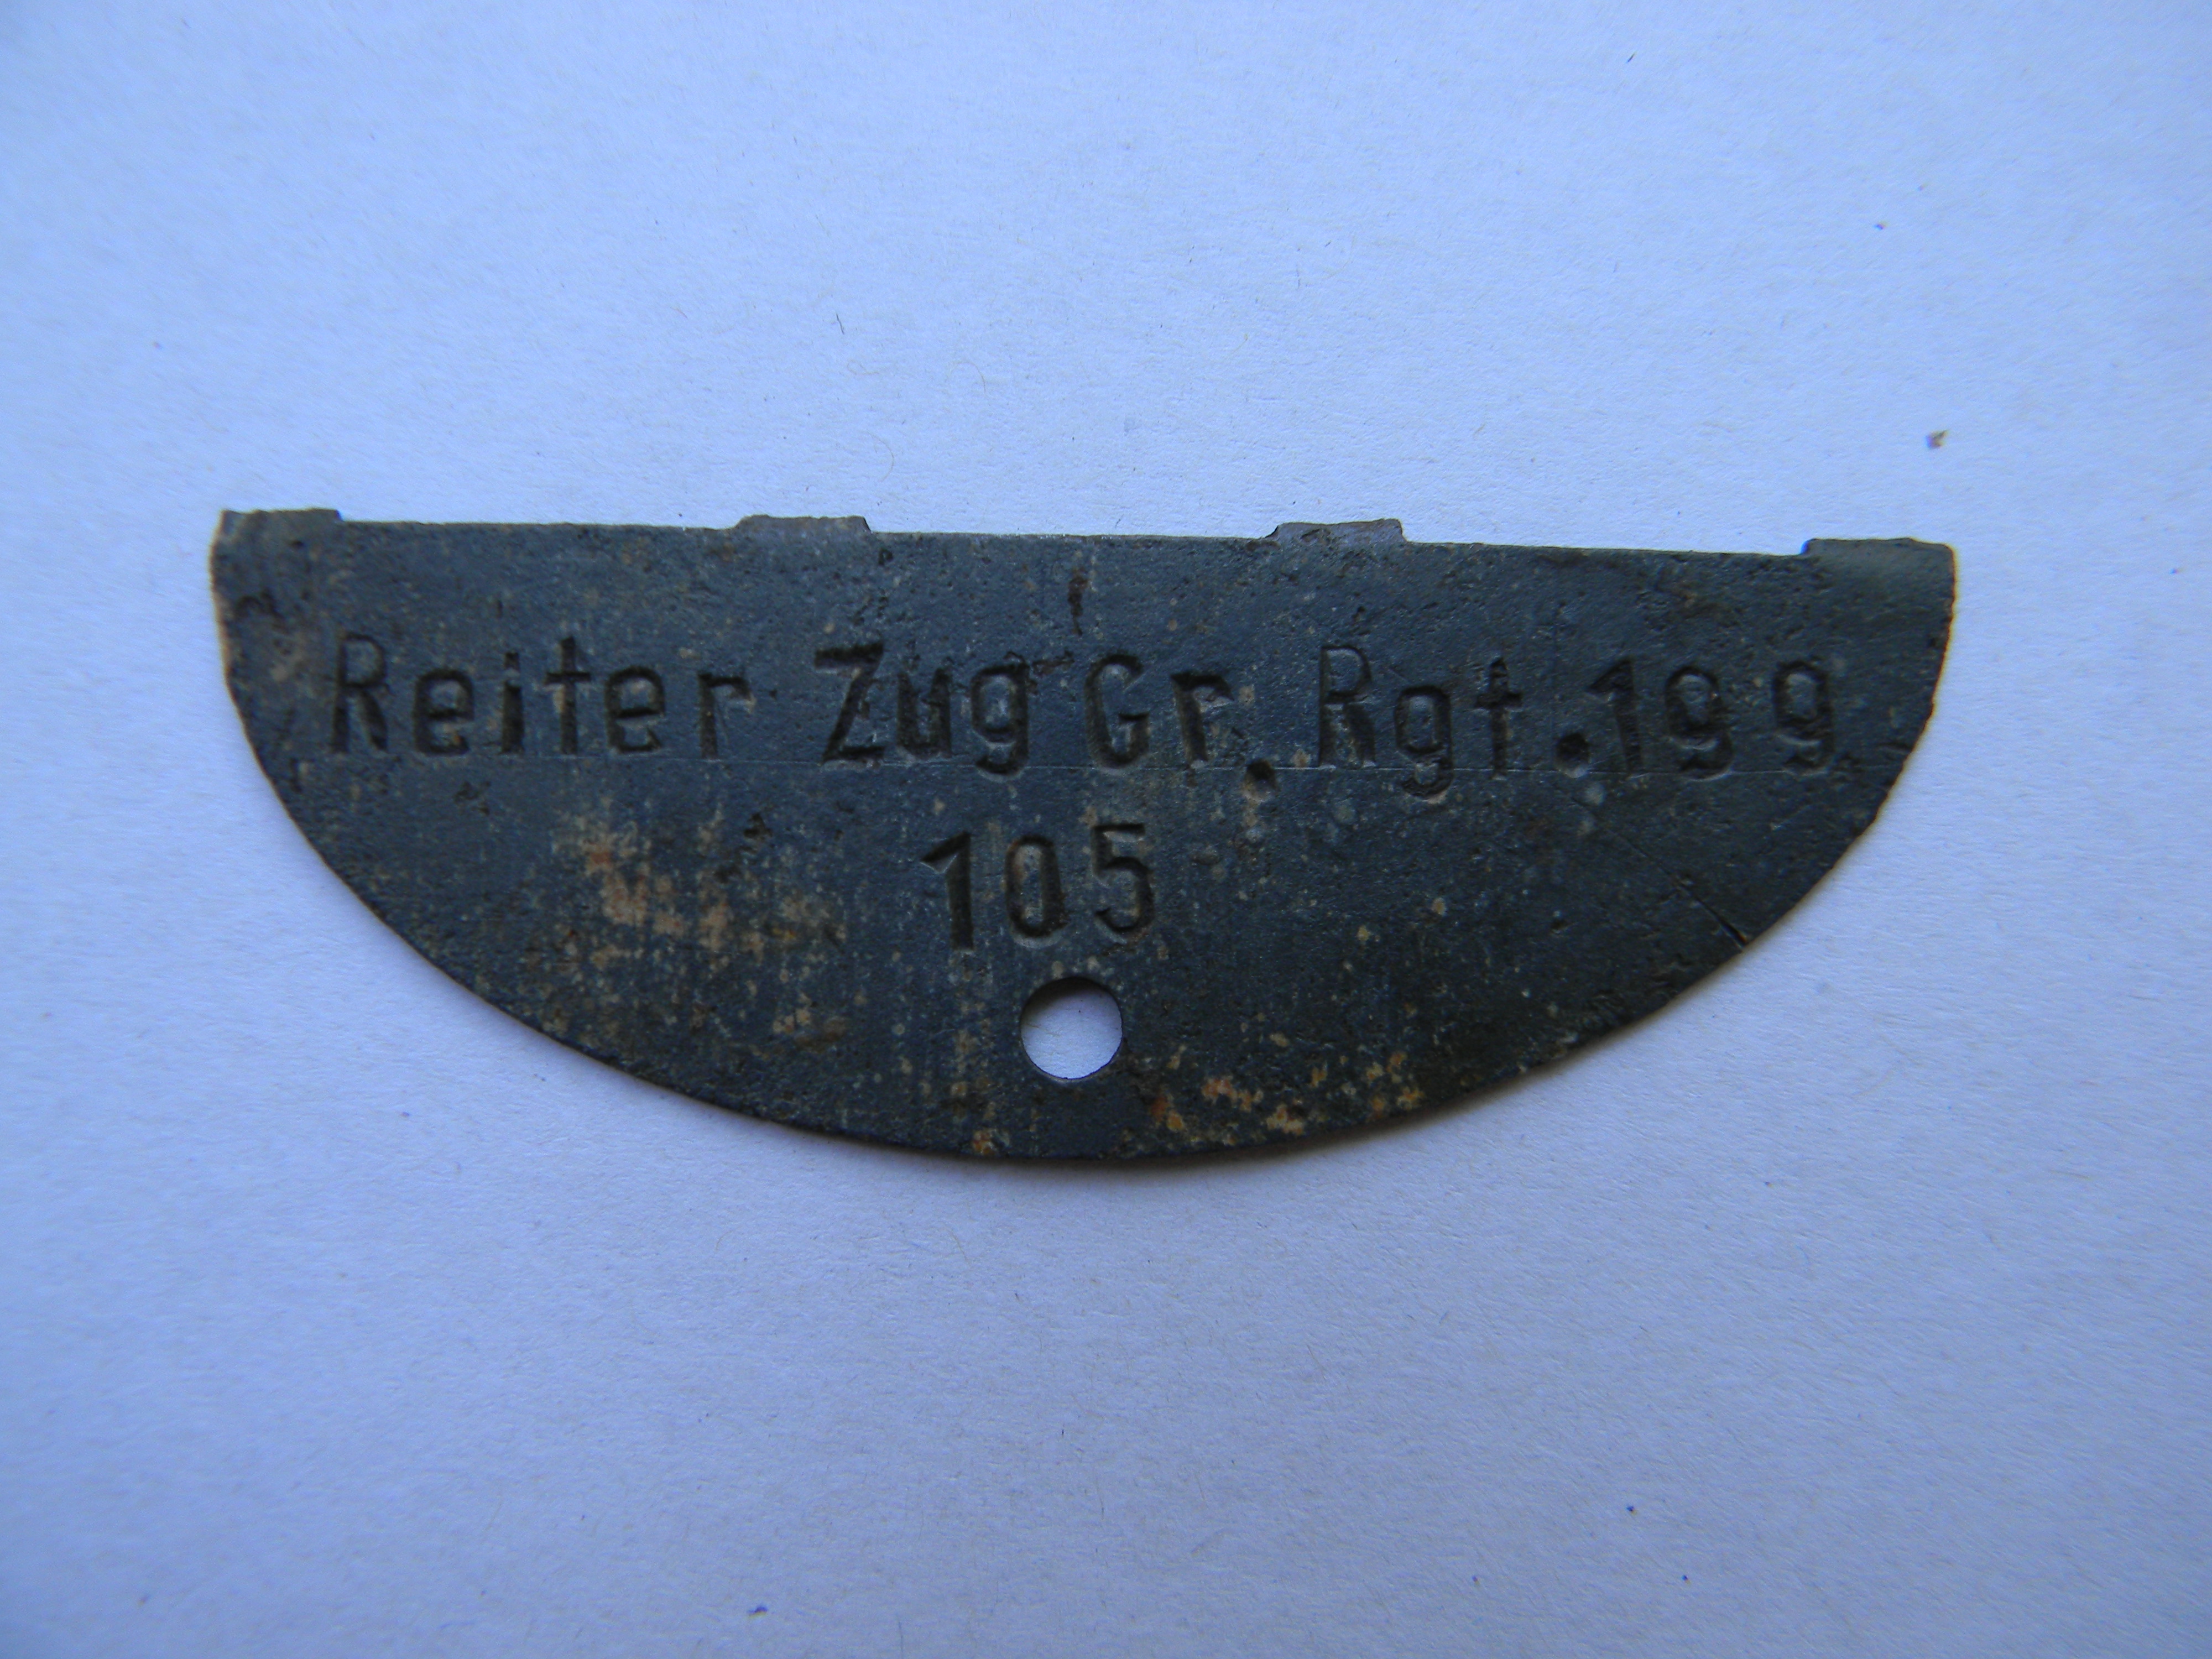 Reiter Zug Gr. Rgt. 199
105